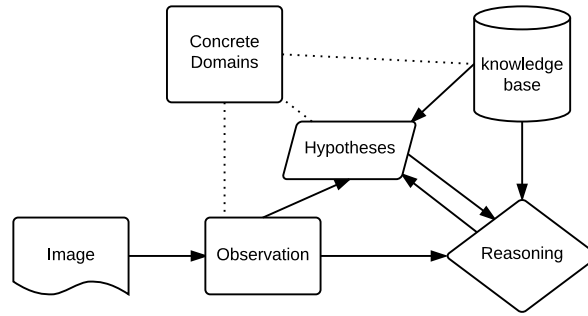 Concrete
Domains
knowledge
base
Hypotheses
Image
Observation
Reasoning